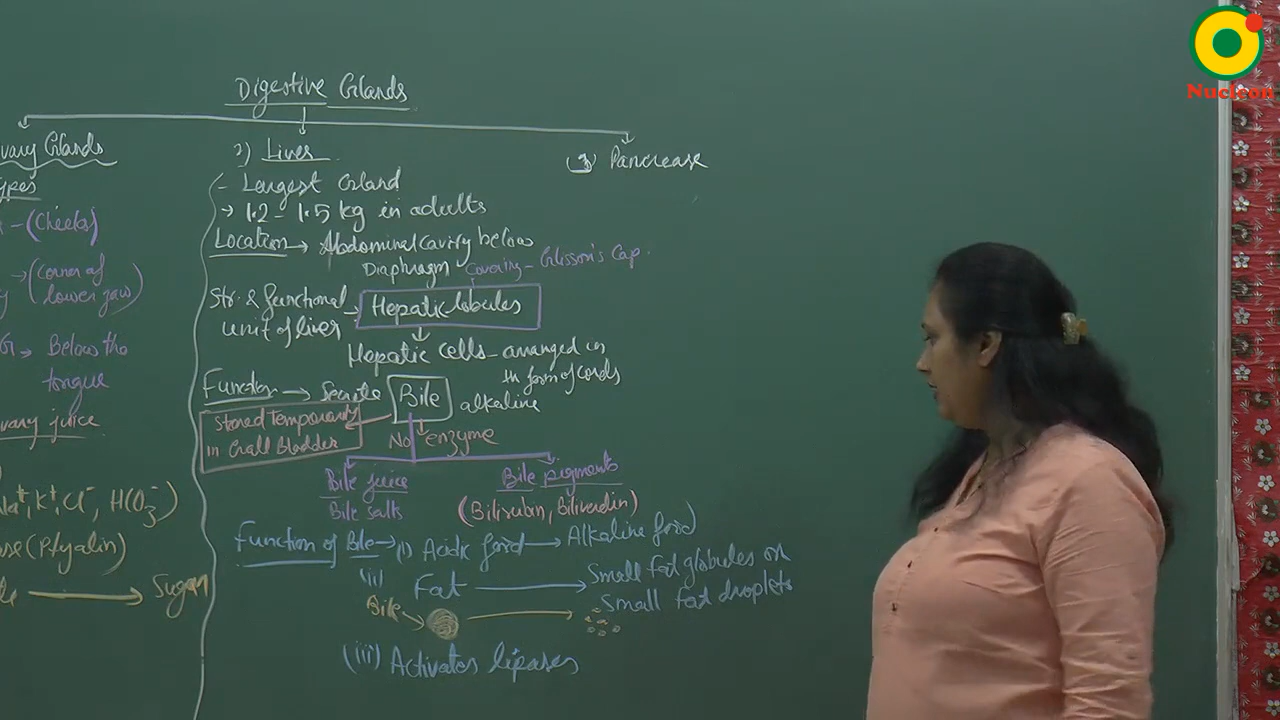 Digestive Glands
vary Glands
ypes
- (Cheeks)
→ (Corner of
lower jaw)
G → Below the
tongue
vary juice
Na+, K+, Cl-, HCO3-
ase (Ptyalin)
→ Sugar
2) Liver
- Largest Gland
→ 1.2 - 1.5 kg in adults
Location → Abdominal cavity below
Diaphragm
Covering - Glisson's Cap.
Str. & functional → Hepatic lobules
unit of liver
Hepatic cells - arranged in
th form of cords
Function → Secrete Bile alkaline
Stored temporarily
in Gall Bladder
No enzyme
Bile juice
Bile salts
Bile pigments
(Bilirubin, Biliverdin)
Function of Bile → (i) Acidic food → Alkaline food
(ii) Fat → Small fat globules or
Small fat droplets
Bile →
(iii) Activates lipases
(3) Pancrease
Nucleon